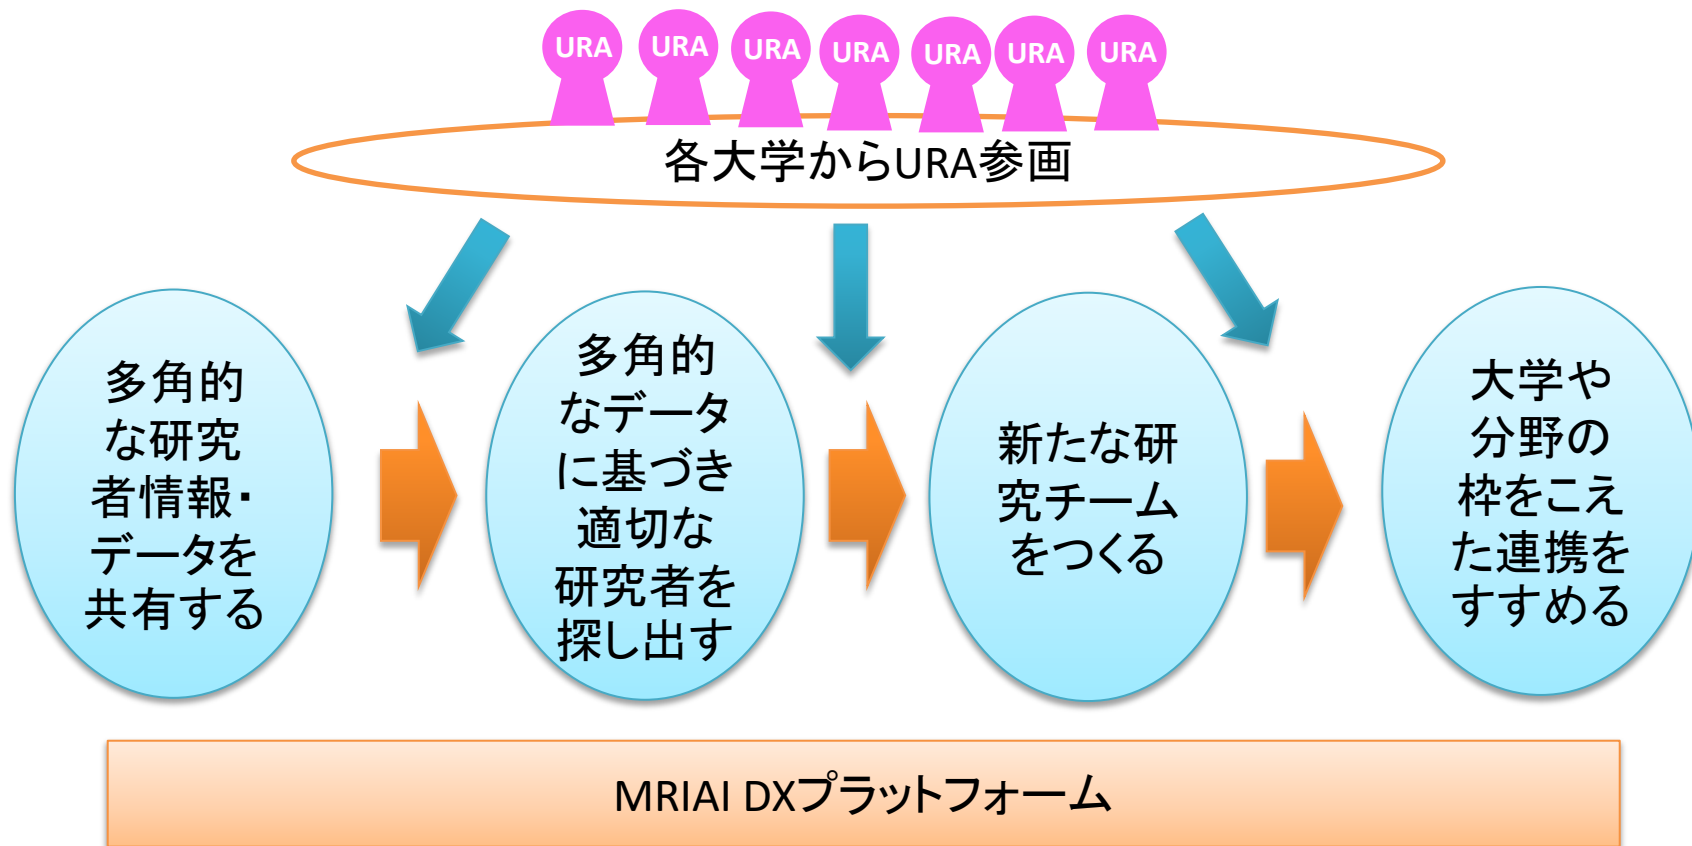 URA
URA
URA
URA
URA
URA
URA
各大学からURA参画
多角的
な研究
者情報・
データを
共有する
多角的
なデータ
に基づき
適切な
研究者を
探し出す
新たな研
究チーム
をつくる
大学や
分野の
枠をこえ
た連携を
すすめる
MRIAI DXプラットフォーム